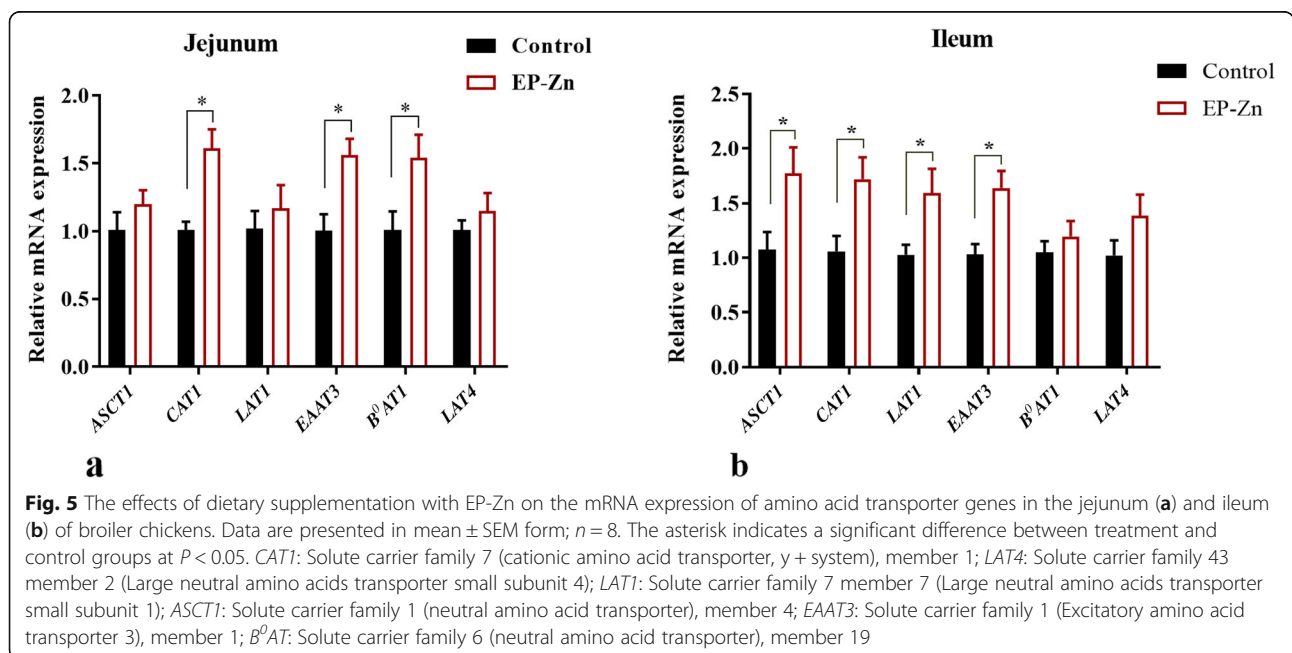 Jejunum
Control
EP-Zn
Relative mRNA expression
2.0
1.5
1.0
0.5
0.0
* * *
ASCT1 CAT1 LAT1 EAAT3 B⁰AT1 LAT4
a
Ileum
Control
EP-Zn
Relative mRNA expression
2.5
2.0
1.5
1.0
0.5
0.0
* * * *
ASCT1 CAT1 LAT1 EAAT3 B⁰AT1 LAT4
b
Fig. 5 The effects of dietary supplementation with EP-Zn on the mRNA expression of amino acid transporter genes in the jejunum (a) and ileum
(b) of broiler chickens. Data are presented in mean ± SEM form; n = 8. The asterisk indicates a significant difference between treatment and
control groups at P < 0.05. CAT1: Solute carrier family 7 (cationic amino acid transporter, y + system), member 1; LAT4: Solute carrier family 43
member 2 (Large neutral amino acids transporter small subunit 4); LAT1: Solute carrier family 7 member 7 (Large neutral amino acids transporter
small subunit 1); ASCT1: Solute carrier family 1 (neutral amino acid transporter), member 4; EAAT3: Solute carrier family 1 (Excitatory amino acid
transporter 3), member 1; B⁰AT: Solute carrier family 6 (neutral amino acid transporter), member 19